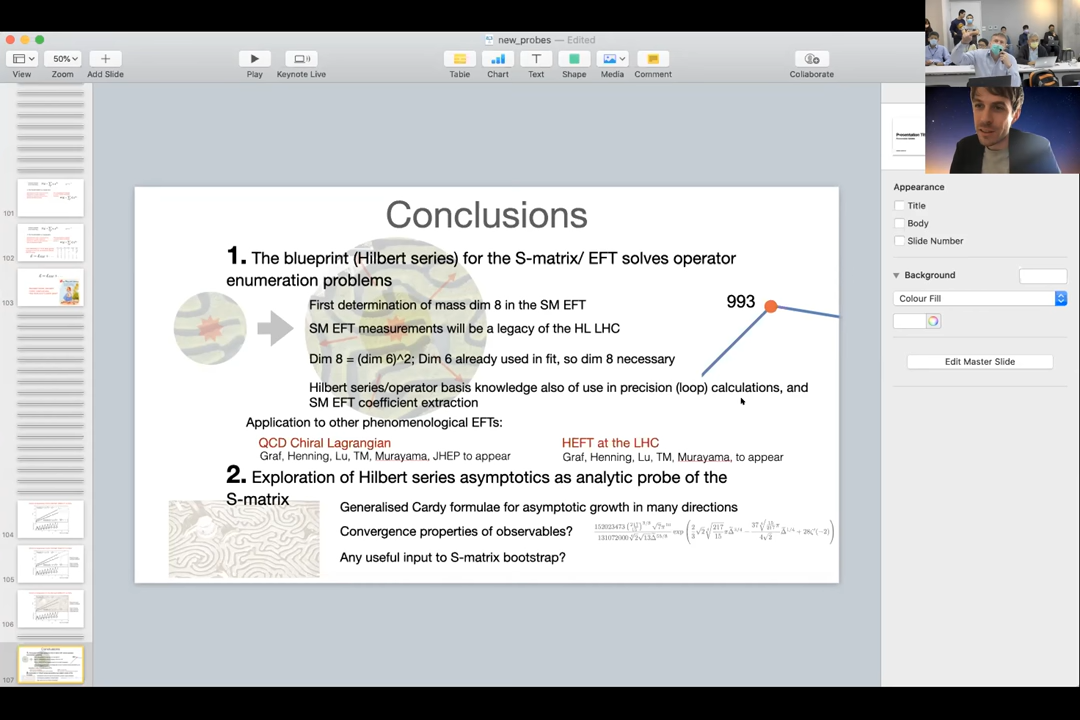 new_probes — Edited
50%
View
Zoom
Add Slide
Play
Keynote Live
Table
Chart
Text
Shape
Media
Comment
Collaborate
Appearance
Title
Body
Slide Number
Background
Colour Fill
Edit Master Slide
101
102
103
104
105
106
107
Conclusions
1. The blueprint (Hilbert series) for the S-matrix/ EFT solves operator
enumeration problems
First determination of mass dim 8 in the SM EFT
993
SM EFT measurements will be a legacy of the HL LHC
Dim 8 = (dim 6)^2; Dim 6 already used in fit, so dim 8 necessary
Hilbert series/operator basis knowledge also of use in precision (loop) calculations, and
SM EFT coefficient extraction
Application to other phenomenological EFTs:
QCD Chiral Lagrangian
HEFT at the LHC
Graf, Henning, Lu, TM, Murayama, JHEP to appear
Graf, Henning, Lu, TM, Murayama, to appear
2. Exploration of Hilbert series asymptotics as analytic probe of the
S-matrix
Generalised Cardy formulae for asymptotic growth in many directions
Convergence properties of observables?
Any useful input to S-matrix bootstrap?